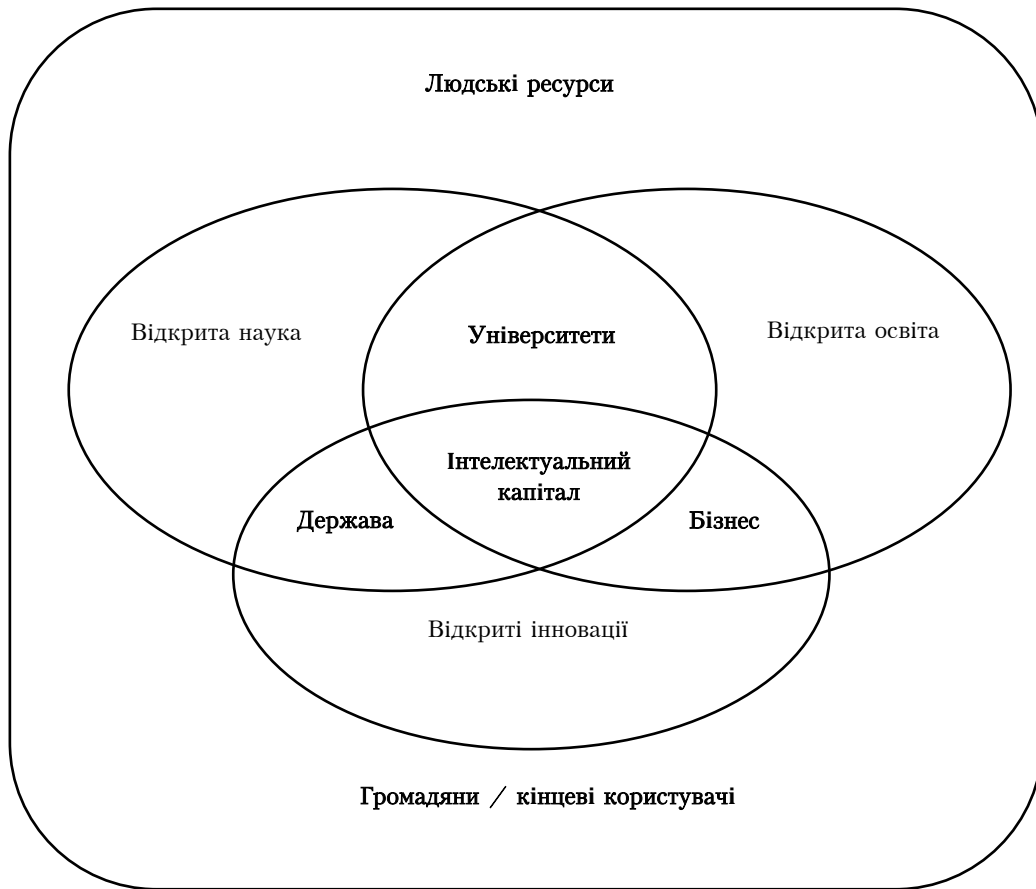 Людські ресурси
Відкрита наука
Університети
Відкрита освіта
Інтелектуальний
капітал
Держава
Бізнес
Відкриті інновації
Громадяни / кінцеві користувачі